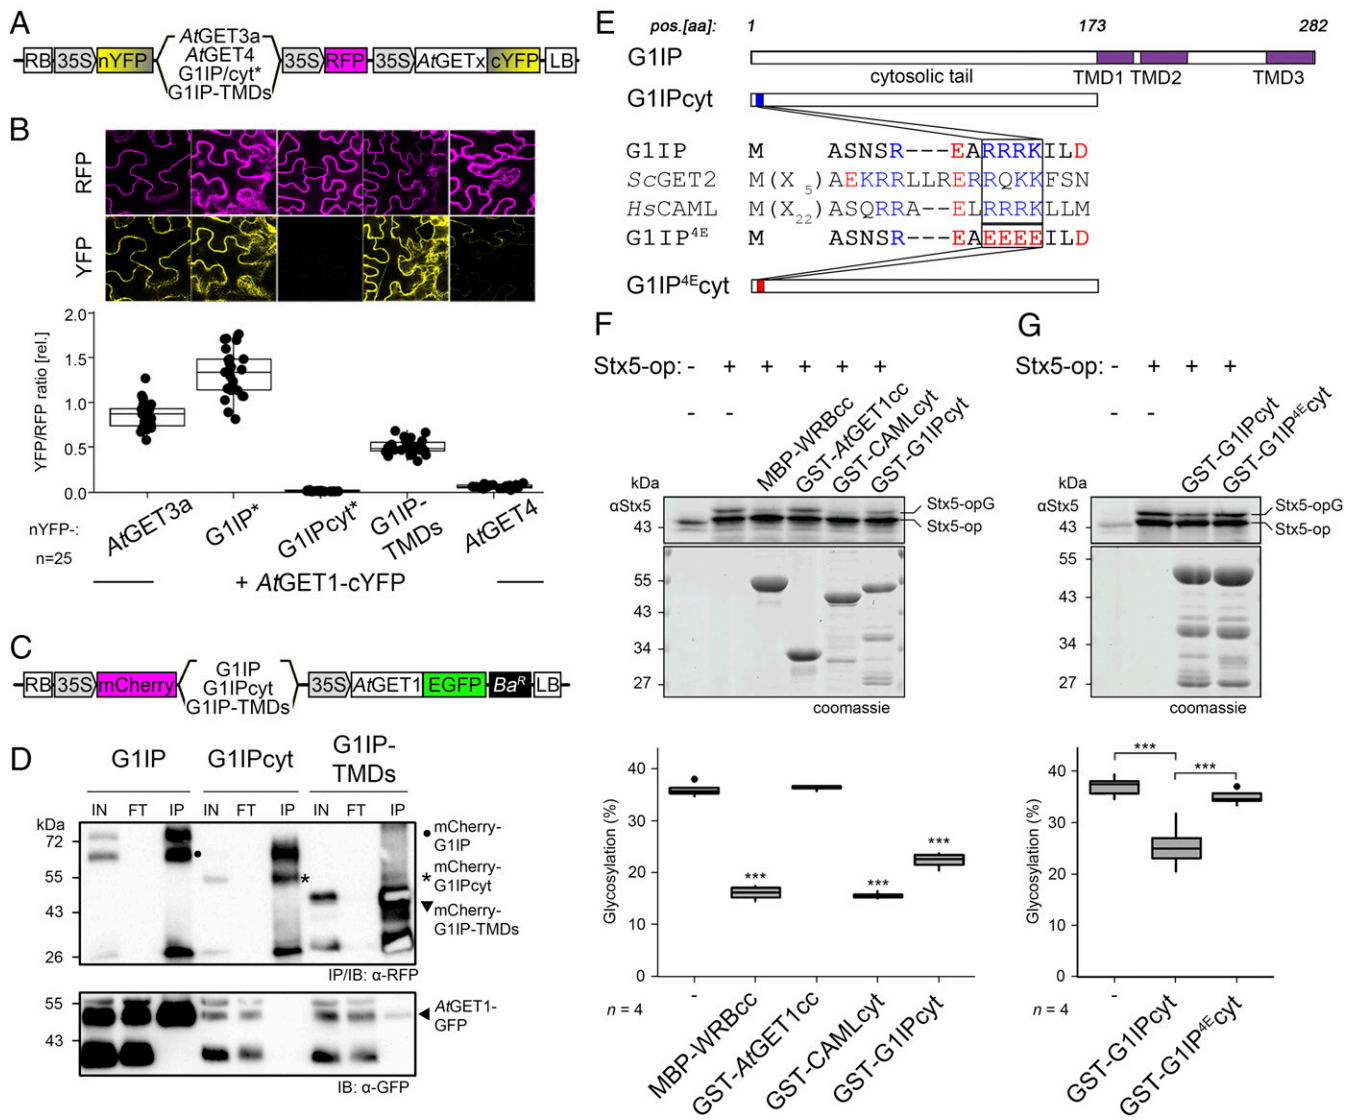 A
RB 35S nYFP AtGET3a 35S RFP 35S AtGETx cYFP LB
AtGET4
G1IP/cyt*
G1IP-TMDs
B
RFP
YFP
YFP/RFP ratio [rel.]
2.0
1.5
1.0
0.5
0.0
nYFP-:
AtGET3a
G1IP*
G1IPcyt*
G1IP-
TMDs
AtGET4
n=25
+ AtGET1-cYFP
C
RB 35S mCherry G1IP 35S AtGET1 EGFP BaR LB
G1IPcyt
G1IP-TMDs
D
G1IP G1IPcyt G1IP-
TMDs
IN FT IP IN FT IP IN FT IP
kDa
72
55
43
26
•mCherry-
G1IP
mCherry-
*G1IPcyt
▼mCherry-
G1IP-TMDs
IP/IB: α-RFP
55
43
AtGET1-
◀GFP
IB: α-GFP
E
pos.[aa]: 1 173 282
G1IP
cytosolic tail TMD1 TMD2 TMD3
G1IPcyt
G1IP M ASNSR---EARRRKILD
ScGET2 M(X5)AEKRRLLRERRQKKFSN
HsCAML M(X22)ASQRRA--ELRRRKLLM
G1IP4E M ASNSR---EAEEEEILD
G1IP4Ecyt
F
Stx5-op: - + + + + +
- -
MBP-WRBcc
GST-AtGET1cc
GST-CAMLcyt
GST-G1IPcyt
kDa
αStx5
43
Stx5-opG
Stx5-op
55
43
34
27
coomassie
Glycosylation (%)
40
30
20
10
0
*** *** ***
n = 4
-
MBP-WRBcc
GST-AtGET1cc
GST-CAMLcyt
GST-G1IPcyt
G
Stx5-op: - + + +
- -
GST-G1IPcyt
GST-G1IP4Ecyt
kDa
αStx5
43
Stx5-opG
Stx5-op
55
43
34
27
coomassie
Glycosylation (%)
40
30
20
10
0
*** ***
n = 4
-
GST-G1IPcyt
GST-G1IP4Ecyt